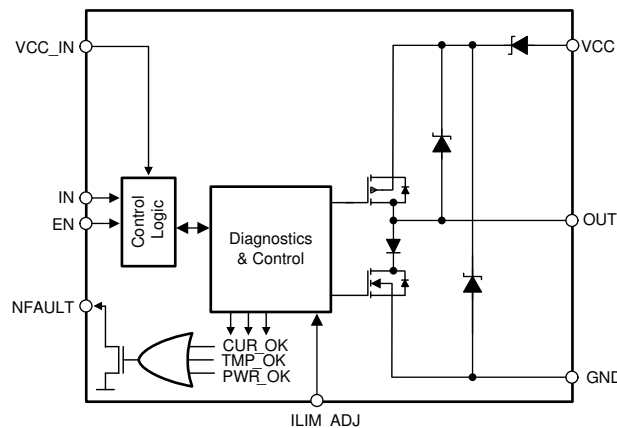 VCC_IN
VCC
IN
EN
Control
Logic
Diagnostics
& Control
OUT
NFAULT
CUR_OK
TMP_OK
PWR_OK
GND
ILIM_ADJ